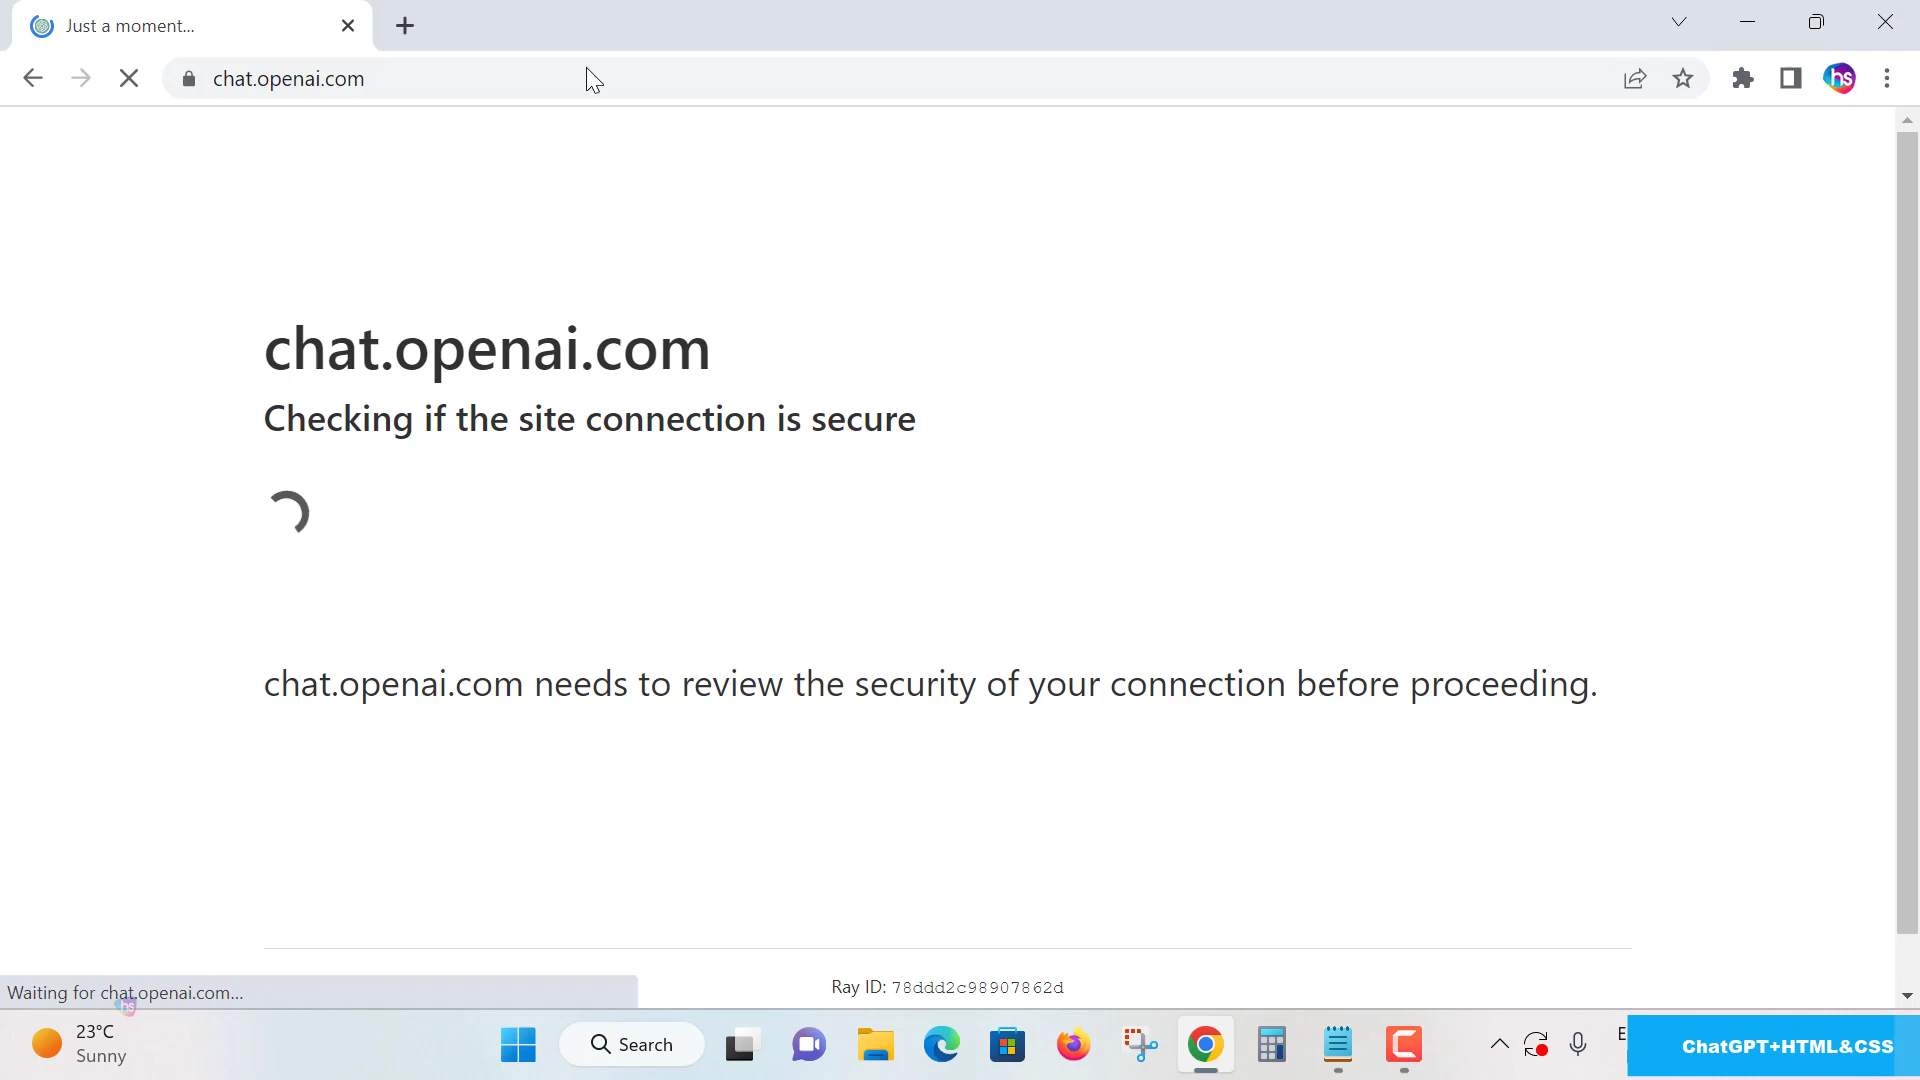 Just a moment...
chat.openai.com
chat.openai.com
Checking if the site connection is secure
chat.openai.com needs to review the security of your connection before proceeding.
Ray ID: 78ddd2c98907862d
Waiting for chat.openai.com...
hs
hs
23°C
Sunny
Search
E
ChatGPT+HTML&CSS